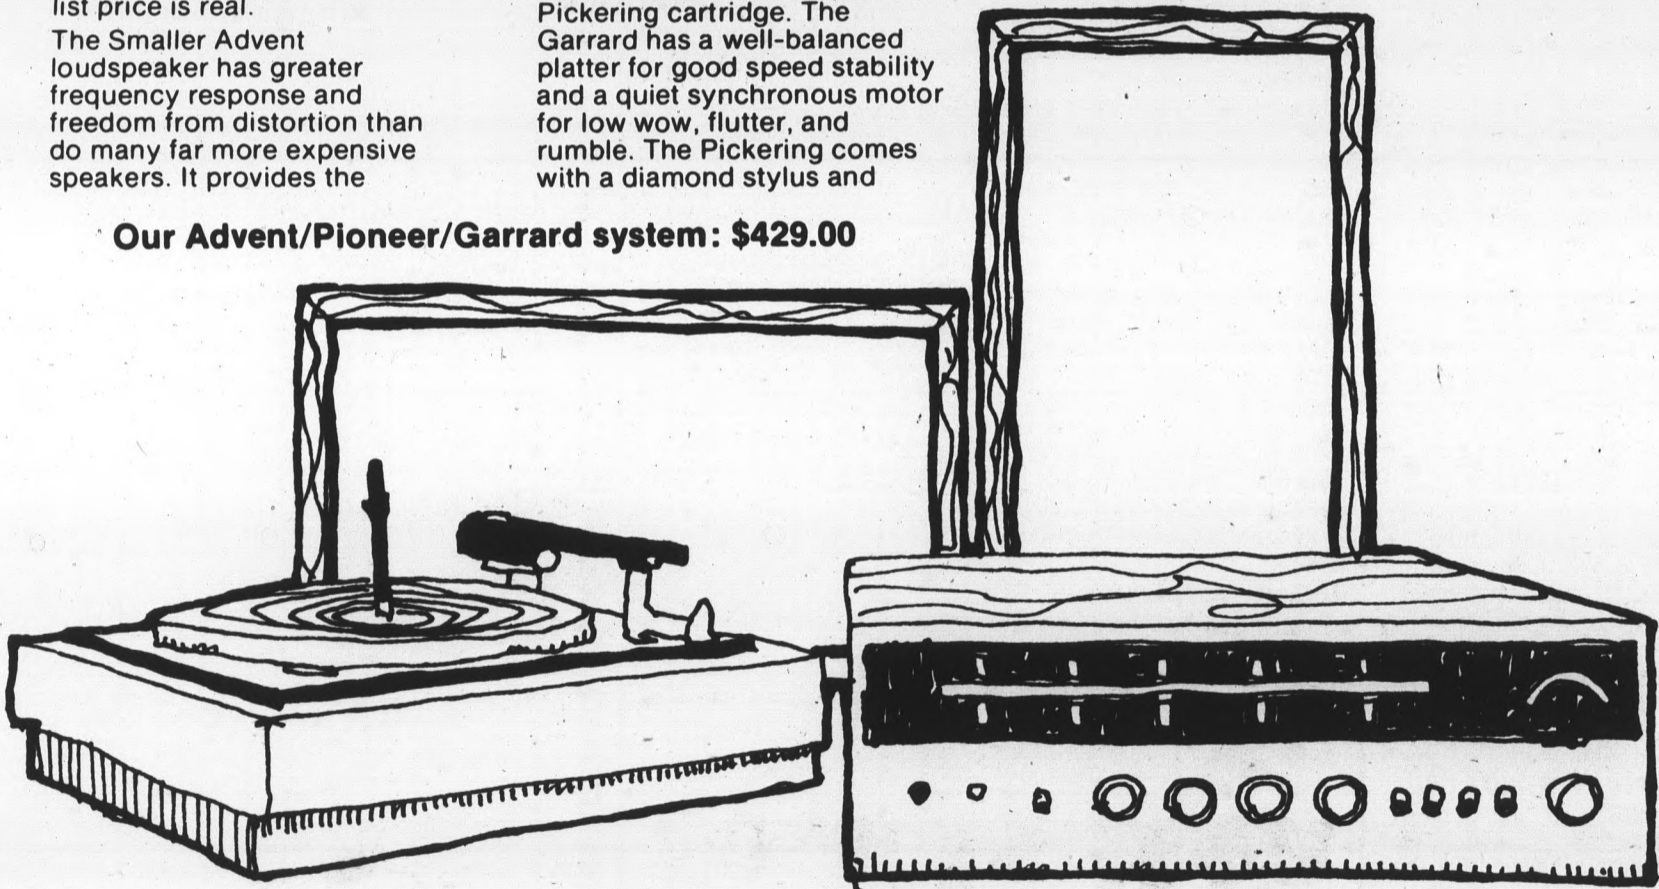 list price is real.
The Smaller Advent
loudspeaker has greater
frequency response and
freedom from distortion than
do many far more expensive
speakers. It provides the
Pickering cartridge. The
Garrard has a well-balanced
platter for good speed stability
and a quiet synchronous motor
for low wow, flutter, and
rumble. The Pickering comes
with a diamond stylus and
Our Advent/Pioneer/Garrard system: $429.00